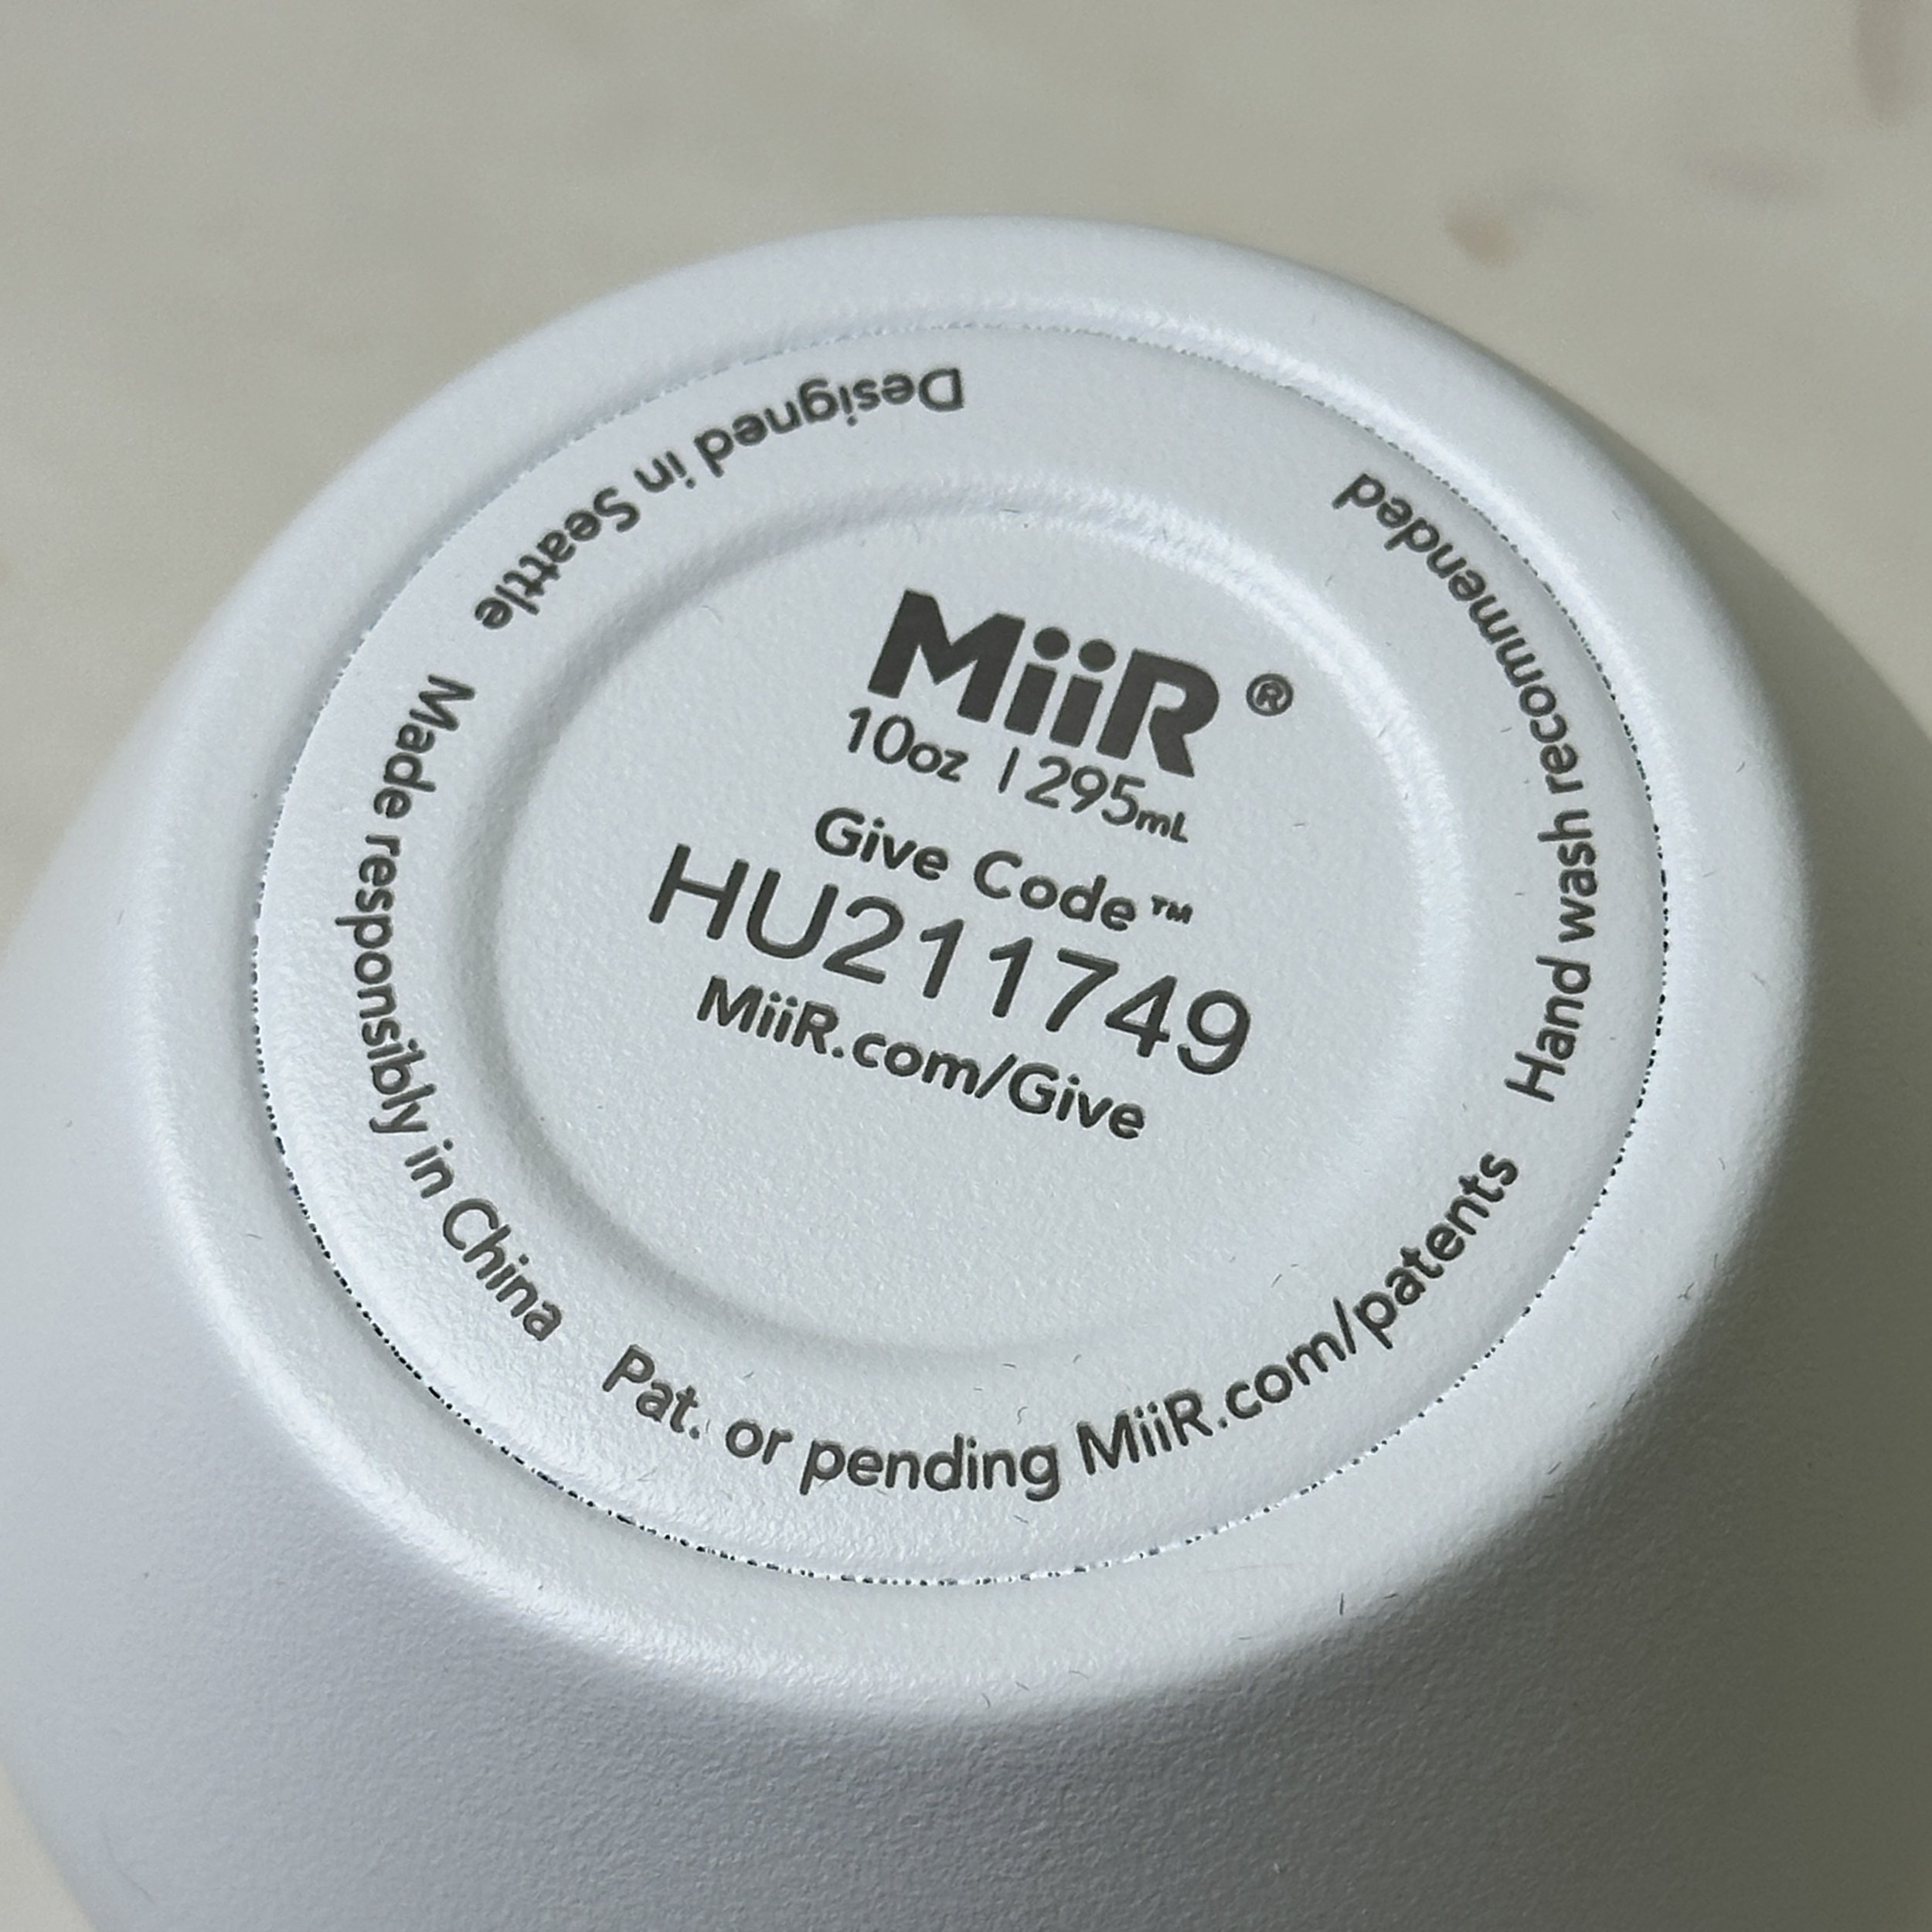 MiiR®
10oz | 295mL
Give Code™
HU211749
MiiR.com/Give
Designed in Seattle
Made responsibly in China
Pat. or pending MiiR.com/patents
Hand wash recommended